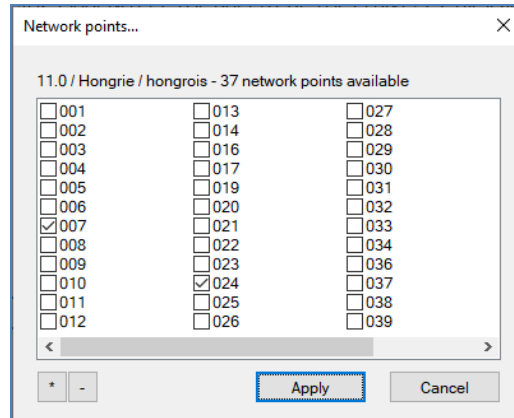 Network points...
11.0 / Hongrie / hongrois - 37 network points available
001 013 027
002 014 028
003 016 029
004 017 030
005 019 031
006 020 032
007 021 033
008 022 034
009 023 036
010 024 037
011 025 038
012 026 039
* - Apply Cancel